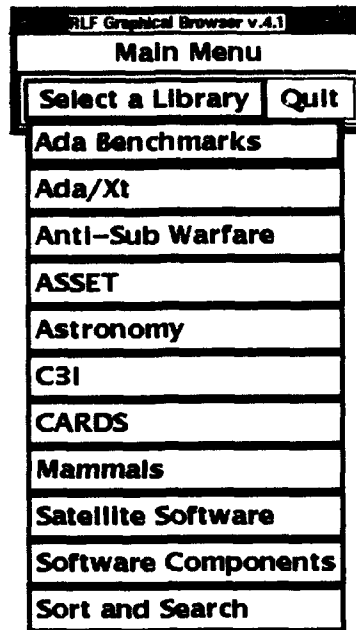 RLF Graphical Browser v.4.1
Main Menu
Select a Library Quit
Ada Benchmarks
Ada/Xt
Anti-Sub Warfare
ASSET
Astronomy
C3I
CARDS
Mammals
Satellite Software
Software Components
Sort and Search